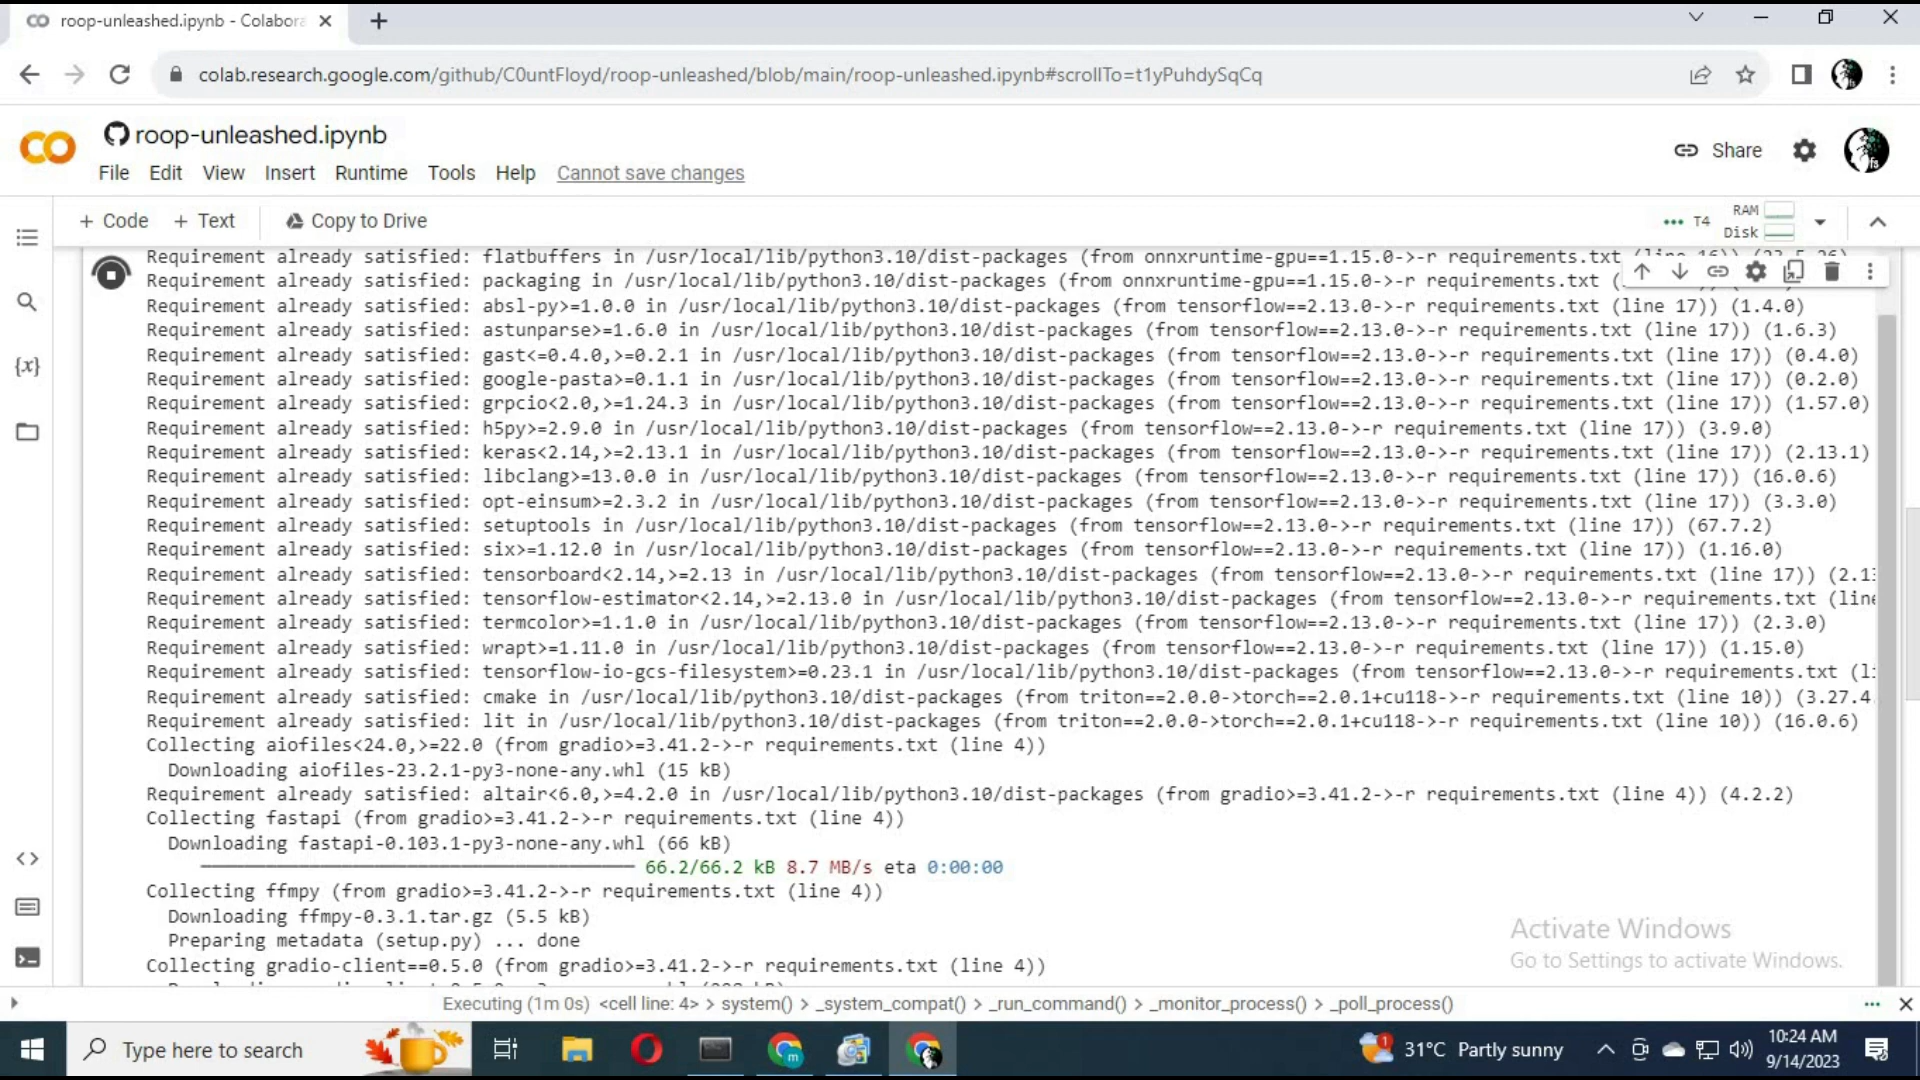 roop-unleashed.ipynb - Colabora
colab.research.google.com/github/C0untFloyd/roop-unleashed/blob/main/roop-unleashed.ipynb#scrollTo=t1yPuhdySqCq
roop-unleashed.ipynb
Share
File Edit View Insert Runtime Tools Help Cannot save changes
+ Code + Text Copy to Drive
T4 RAM
Disk
Requirement already satisfied: flatbuffers in /usr/local/lib/python3.10/dist-packages (from onnxruntime-gpu==1.15.0->-r requirements.txt (line 16)) (23.5.26)
Requirement already satisfied: packaging in /usr/local/lib/python3.10/dist-packages (from onnxruntime-gpu==1.15.0->-r requirements.txt (
Requirement already satisfied: absl-py>=1.0.0 in /usr/local/lib/python3.10/dist-packages (from tensorflow==2.13.0->-r requirements.txt (line 17)) (1.4.0)
Requirement already satisfied: astunparse>=1.6.0 in /usr/local/lib/python3.10/dist-packages (from tensorflow==2.13.0->-r requirements.txt (line 17)) (1.6.3)
Requirement already satisfied: gast<=0.4.0,>=0.2.1 in /usr/local/lib/python3.10/dist-packages (from tensorflow==2.13.0->-r requirements.txt (line 17)) (0.4.0)
Requirement already satisfied: google-pasta>=0.1.1 in /usr/local/lib/python3.10/dist-packages (from tensorflow==2.13.0->-r requirements.txt (line 17)) (0.2.0)
Requirement already satisfied: grpcio<2.0,>=1.24.3 in /usr/local/lib/python3.10/dist-packages (from tensorflow==2.13.0->-r requirements.txt (line 17)) (1.57.0)
Requirement already satisfied: h5py>=2.9.0 in /usr/local/lib/python3.10/dist-packages (from tensorflow==2.13.0->-r requirements.txt (line 17)) (3.9.0)
Requirement already satisfied: keras<2.14,>=2.13.1 in /usr/local/lib/python3.10/dist-packages (from tensorflow==2.13.0->-r requirements.txt (line 17)) (2.13.1)
Requirement already satisfied: libclang>=13.0.0 in /usr/local/lib/python3.10/dist-packages (from tensorflow==2.13.0->-r requirements.txt (line 17)) (16.0.6)
Requirement already satisfied: opt-einsum>=2.3.2 in /usr/local/lib/python3.10/dist-packages (from tensorflow==2.13.0->-r requirements.txt (line 17)) (3.3.0)
Requirement already satisfied: setuptools in /usr/local/lib/python3.10/dist-packages (from tensorflow==2.13.0->-r requirements.txt (line 17)) (67.7.2)
Requirement already satisfied: six>=1.12.0 in /usr/local/lib/python3.10/dist-packages (from tensorflow==2.13.0->-r requirements.txt (line 17)) (1.16.0)
Requirement already satisfied: tensorboard<2.14,>=2.13 in /usr/local/lib/python3.10/dist-packages (from tensorflow==2.13.0->-r requirements.txt (line 17)) (2.13
Requirement already satisfied: tensorflow-estimator<2.14,>=2.13.0 in /usr/local/lib/python3.10/dist-packages (from tensorflow==2.13.0->-r requirements.txt (line
Requirement already satisfied: termcolor>=1.1.0 in /usr/local/lib/python3.10/dist-packages (from tensorflow==2.13.0->-r requirements.txt (line 17)) (2.3.0)
Requirement already satisfied: wrapt>=1.11.0 in /usr/local/lib/python3.10/dist-packages (from tensorflow==2.13.0->-r requirements.txt (line 17)) (1.15.0)
Requirement already satisfied: tensorflow-io-gcs-filesystem>=0.23.1 in /usr/local/lib/python3.10/dist-packages (from tensorflow==2.13.0->-r requirements.txt (li
Requirement already satisfied: cmake in /usr/local/lib/python3.10/dist-packages (from triton==2.0.0->torch==2.0.1+cu118->-r requirements.txt (line 10)) (3.27.4.
Requirement already satisfied: lit in /usr/local/lib/python3.10/dist-packages (from triton==2.0.0->torch==2.0.1+cu118->-r requirements.txt (line 10)) (16.0.6)
Collecting aiofiles<24.0,>=22.0 (from gradio>=3.41.2->-r requirements.txt (line 4))
Downloading aiofiles-23.2.1-py3-none-any.whl (15 kB)
Requirement already satisfied: altair<6.0,>=4.2.0 in /usr/local/lib/python3.10/dist-packages (from gradio>=3.41.2->-r requirements.txt (line 4)) (4.2.2)
Collecting fastapi (from gradio>=3.41.2->-r requirements.txt (line 4))
Downloading fastapi-0.103.1-py3-none-any.whl (66 kB)
66.2/66.2 kB 8.7 MB/s eta 0:00:00
Collecting ffmpy (from gradio>=3.41.2->-r requirements.txt (line 4))
Downloading ffmpy-0.3.1.tar.gz (5.5 kB)
Preparing metadata (setup.py) ... done
Collecting gradio-client==0.5.0 (from gradio>=3.41.2->-r requirements.txt (line 4))
Activate Windows
Go to Settings to activate Windows.
Executing (1m 0s) <cell line: 4> > system() > _system_compat() > _run_command() > _monitor_process() > _poll_process()
Type here to search
31°C Partly sunny
10:24 AM
9/14/2023